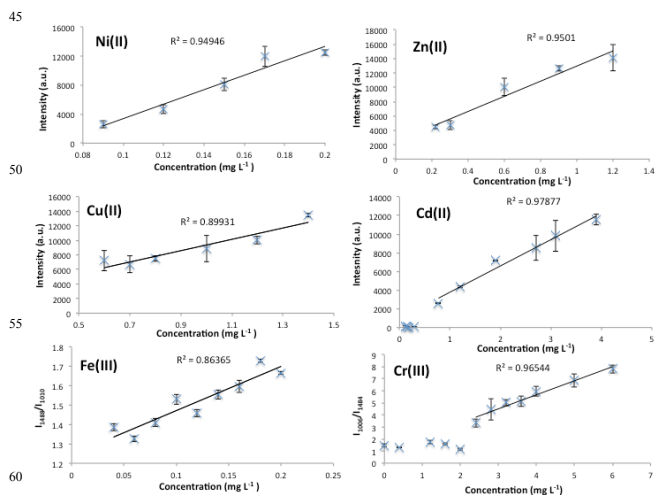 45
Ni(II)
R² = 0.94946
Intensity (a.u.)
16000
12000
8000
4000
0
0.08 0.1 0.12 0.14 0.16 0.18 0.2
Concentration (mg L⁻¹)
Zn(II)
R² = 0.9501
Intensity (a.u.)
18000
16000
14000
12000
10000
8000
6000
4000
2000
0
0 0.2 0.4 0.6 0.8 1 1.2 1.4
Concentration (mg L⁻¹)
50
Cu(II)
R² = 0.89931
Intensity (a.u.)
16000
14000
12000
10000
8000
6000
4000
2000
0
0.5 0.7 0.9 1.1 1.3 1.5
Concentration (mg L⁻¹)
Cd(II)
R² = 0.97877
Intensity (a.u.)
14000
12000
10000
8000
6000
4000
2000
0
0 1 2 3 4 5
Concentration (mg L⁻¹)
55
Fe(III)
R² = 0.86365
I₁₄₈₈/I₁₀₁₀
1.8
1.7
1.6
1.5
1.4
1.3
1.2
0 0.05 0.1 0.15 0.2 0.25
Concentration (mg L⁻¹)
Cr(III)
R² = 0.96544
I₁₀₀₆/I₁₄₈₄
9
8
7
6
5
4
3
2
1
0
0 1 2 3 4 5 6 7
Concentration (mg L⁻¹)
60